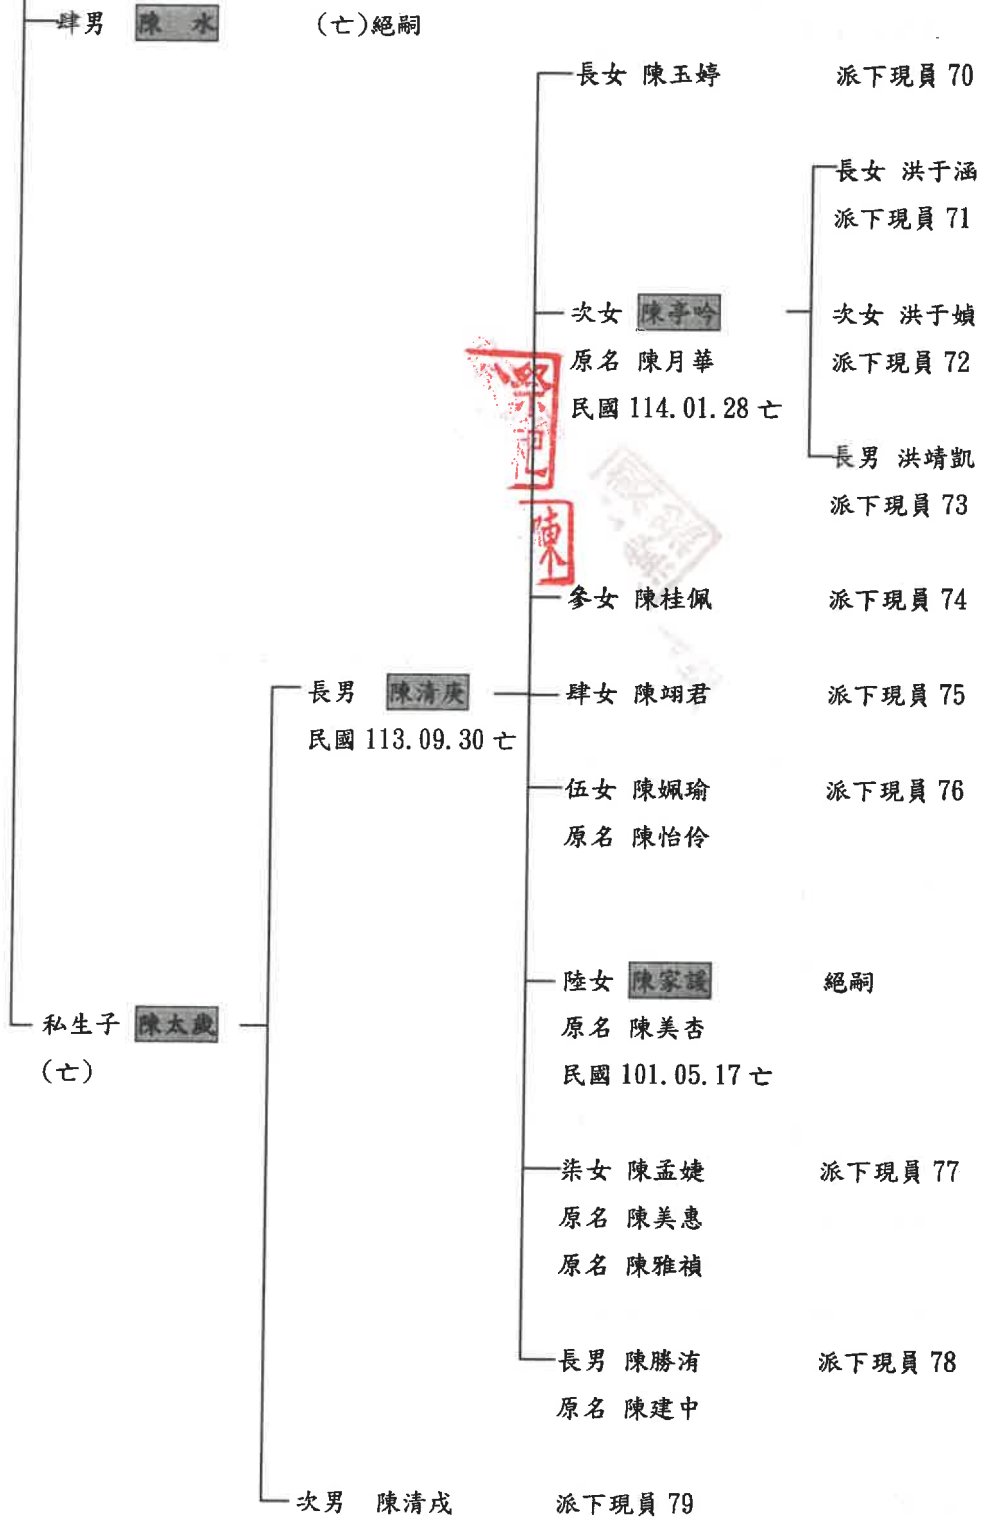 肆男 陳 水 (亡)絕嗣
長女 陳玉婷 派下現員 70
長女 洪于涵
派下現員 71
次女 陳亭吟
次女 洪于媜
原名 陳月華
派下現員 72
民國 114.01.28 亡
長男 洪靖凱
派下現員 73
陳
參女 陳桂佩 派下現員 74
長男 陳清庚
肆女 陳翊君 派下現員 75
民國 113.09.30 亡
伍女 陳姵瑜 派下現員 76
原名 陳怡伶
陸女 陳家諼 絕嗣
私生子 陳太歲
原名 陳美杏
(亡)
民國 101.05.17 亡
柒女 陳孟婕 派下現員 77
原名 陳美惠
原名 陳雅禎
長男 陳勝洧 派下現員 78
原名 陳建中
次男 陳清戌 派下現員 79